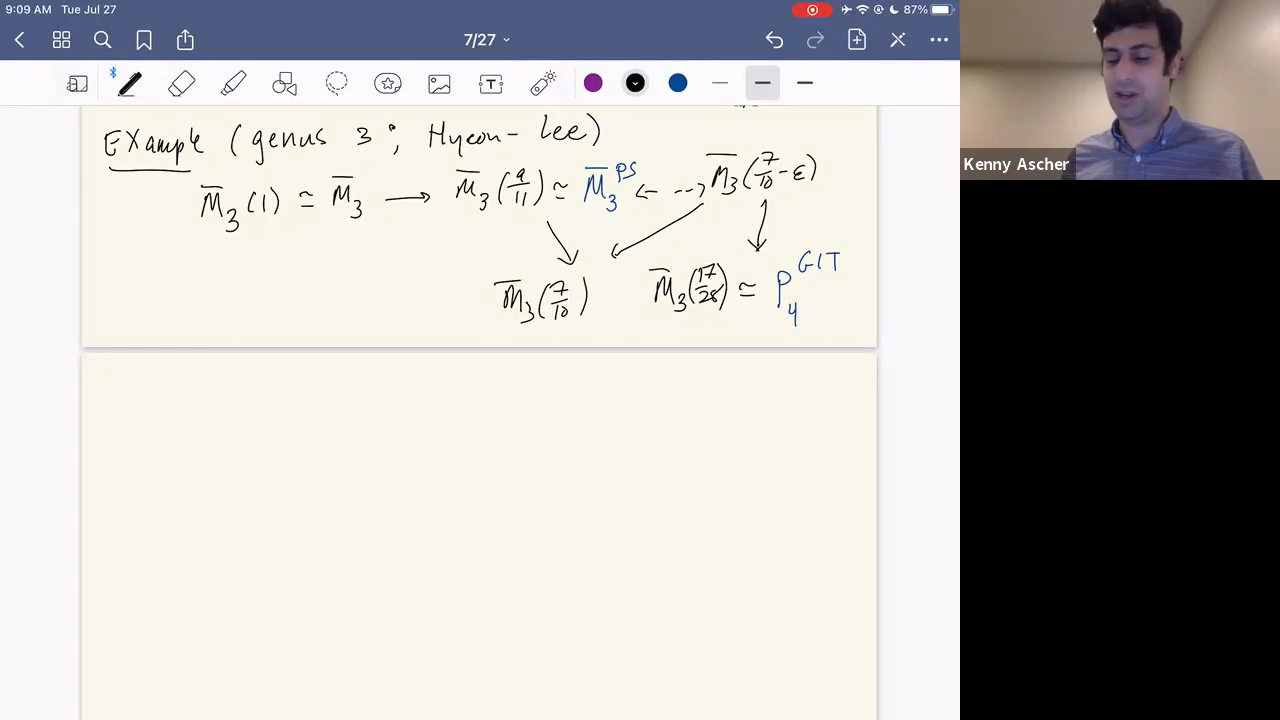 9:09 AM Tue Jul 27
87%
7/27
Kenny Ascher
Example (genus 3; Hyeon-Lee)
M̅₃(1) ≃ M̅₃ → M̅₃(9/11) ≃ M̅₃^PS ⇠⇢ M̅₃(7/10 - ε)
M̅₃(7/10) M̅₃(17/28) ≃ P₄^GIT